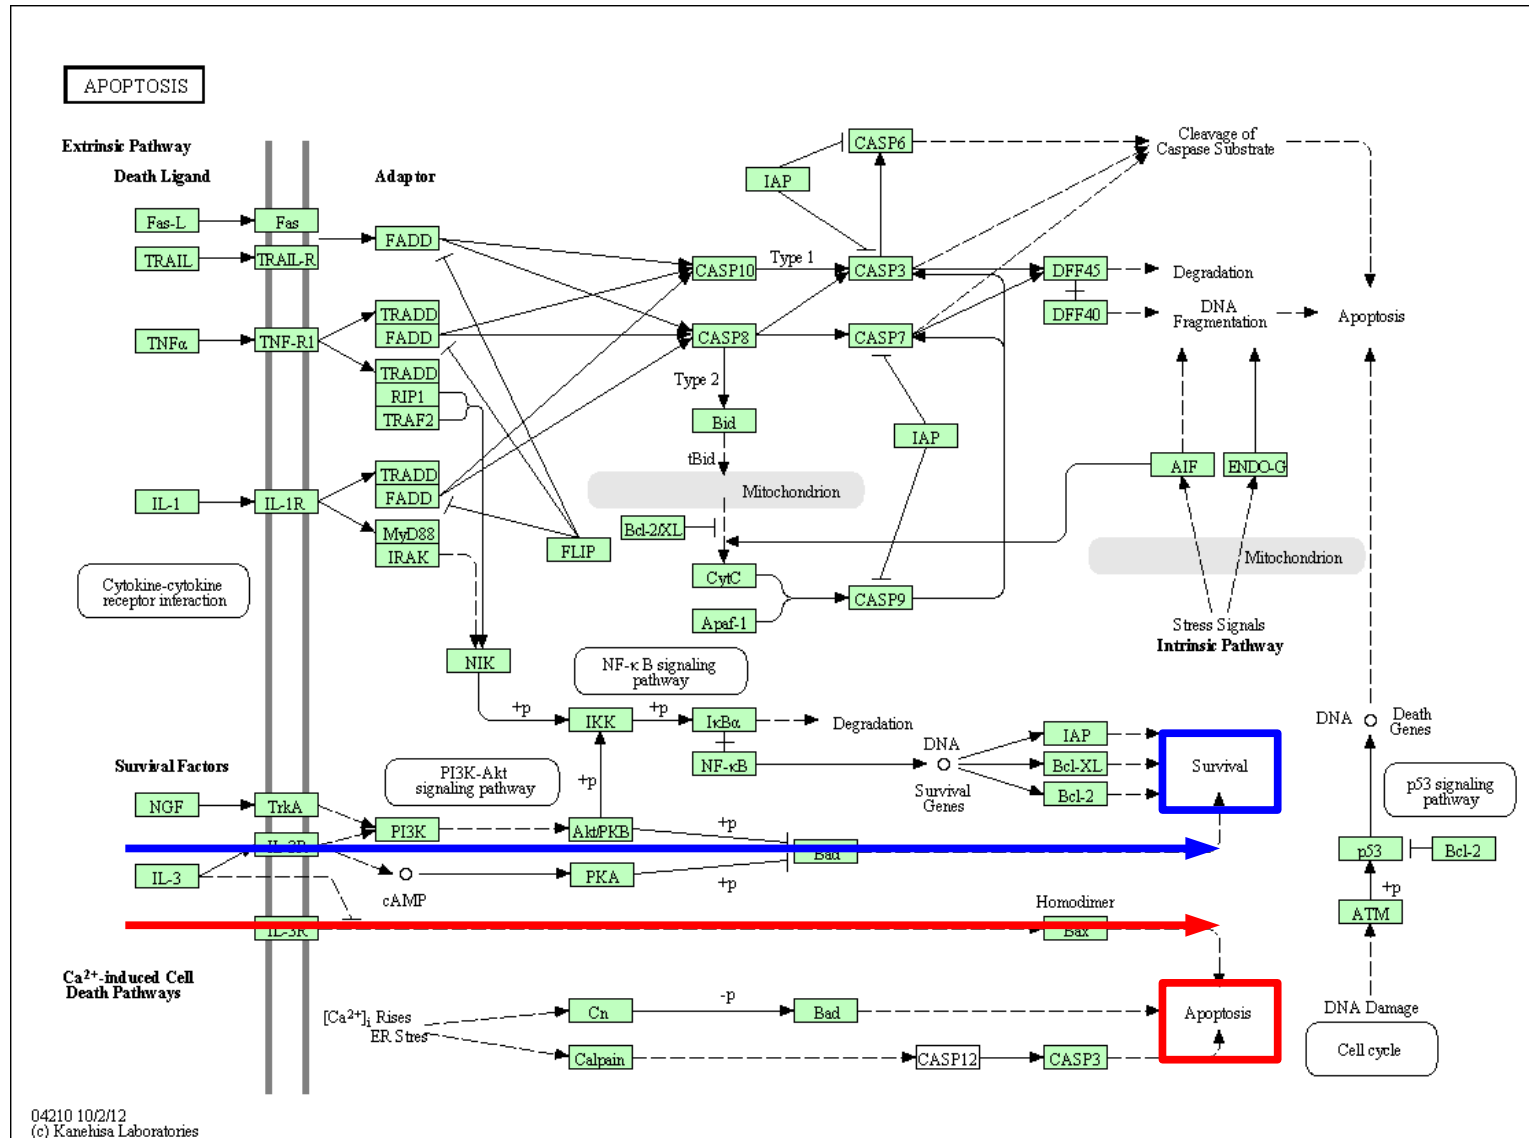 APOPTOSIS
Extrinsic Pathway
Death Ligand
Adaptor
Fas-L
Fas
TRAIL
TRAIL-R
FADD
TNFα
TNF-R1
TRADD
FADD
TRADD
RIP1
TRAF2
IL-1
IL-1R
TRADD
FADD
MyD88
IRAK
FLIP
Cytokine-cytokine
receptor interaction
NIK
CASP6
IAP
CASP10
Type 1
CASP3
CASP8
CASP7
Type 2
Bid
tBid
Mitochondrion
Bcl-2/XL
CytC
Apaf-1
CASP9
IAP
Cleavage of
Caspase Substrate
DFF45
Degradation
DFF40
DNA
Fragmentation
Apoptosis
AIF
ENDO-G
Mitochondrion
Stress Signals
Intrinsic Pathway
NF-κ B signaling
pathway
+p
IKK
+p
IκBα
Degradation
NF-κB
DNA
Survival
Genes
IAP
Bcl-XL
Bcl-2
Survival
DNA
Death
Genes
p53 signaling
pathway
p53
Bcl-2
+p
ATM
DNA Damage
Cell cycle
Survival Factors
PI3K-Akt
signaling pathway
+p
NGF
TrkA
PI3K
Akt/PKB
+p
IL-3R
Bad
IL-3
cAMP
PKA
+p
IL-3R
Homodimer
Bax
Ca²⁺-induced Cell
Death Pathways
[Ca²⁺]i Rises
ER Stres
Cn
-p
Bad
Apoptosis
Calpain
CASP12
CASP3
04210 10/2/12
(c) Kanehisa Laboratories